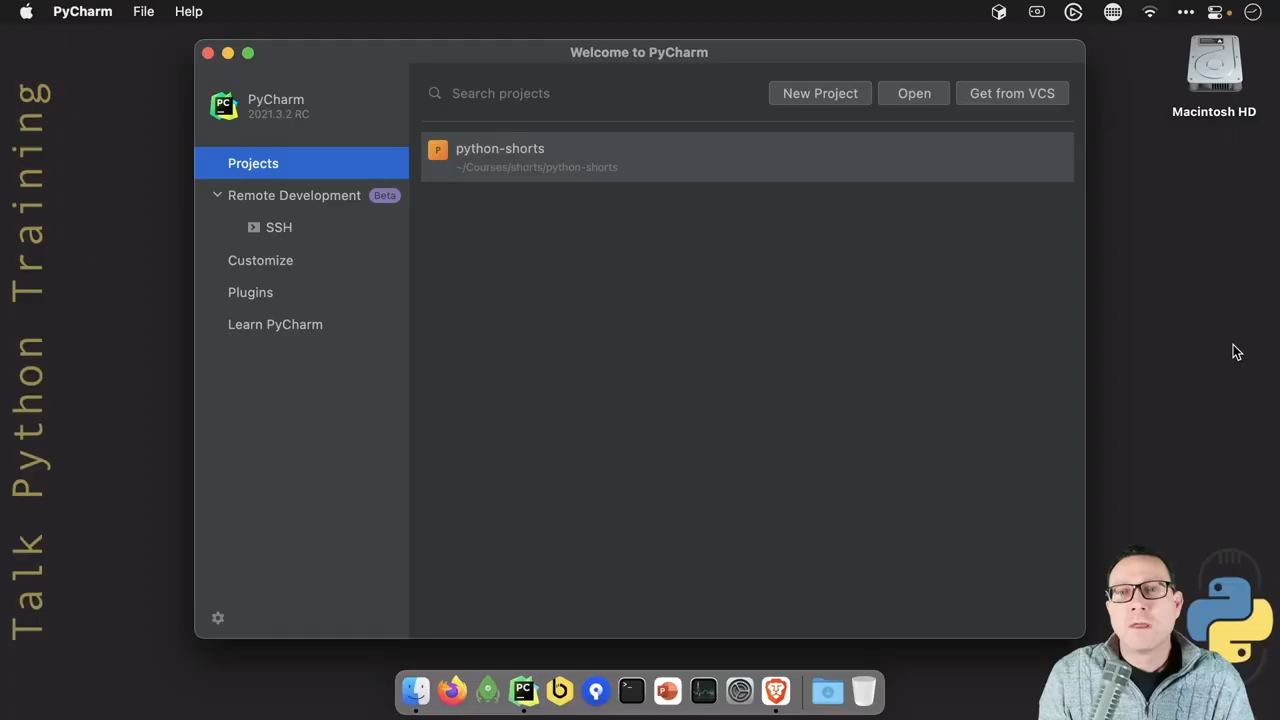 PyCharm File Help
Welcome to PyCharm
PC
PyCharm
2021.3.2 RC
Search projects
New Project
Open
Get from VCS
Projects
Remote Development Beta
SSH
Customize
Plugins
Learn PyCharm
P
python-shorts
~/Courses/shorts/python-shorts
Macintosh HD
Talk Python Training
PC
b
P